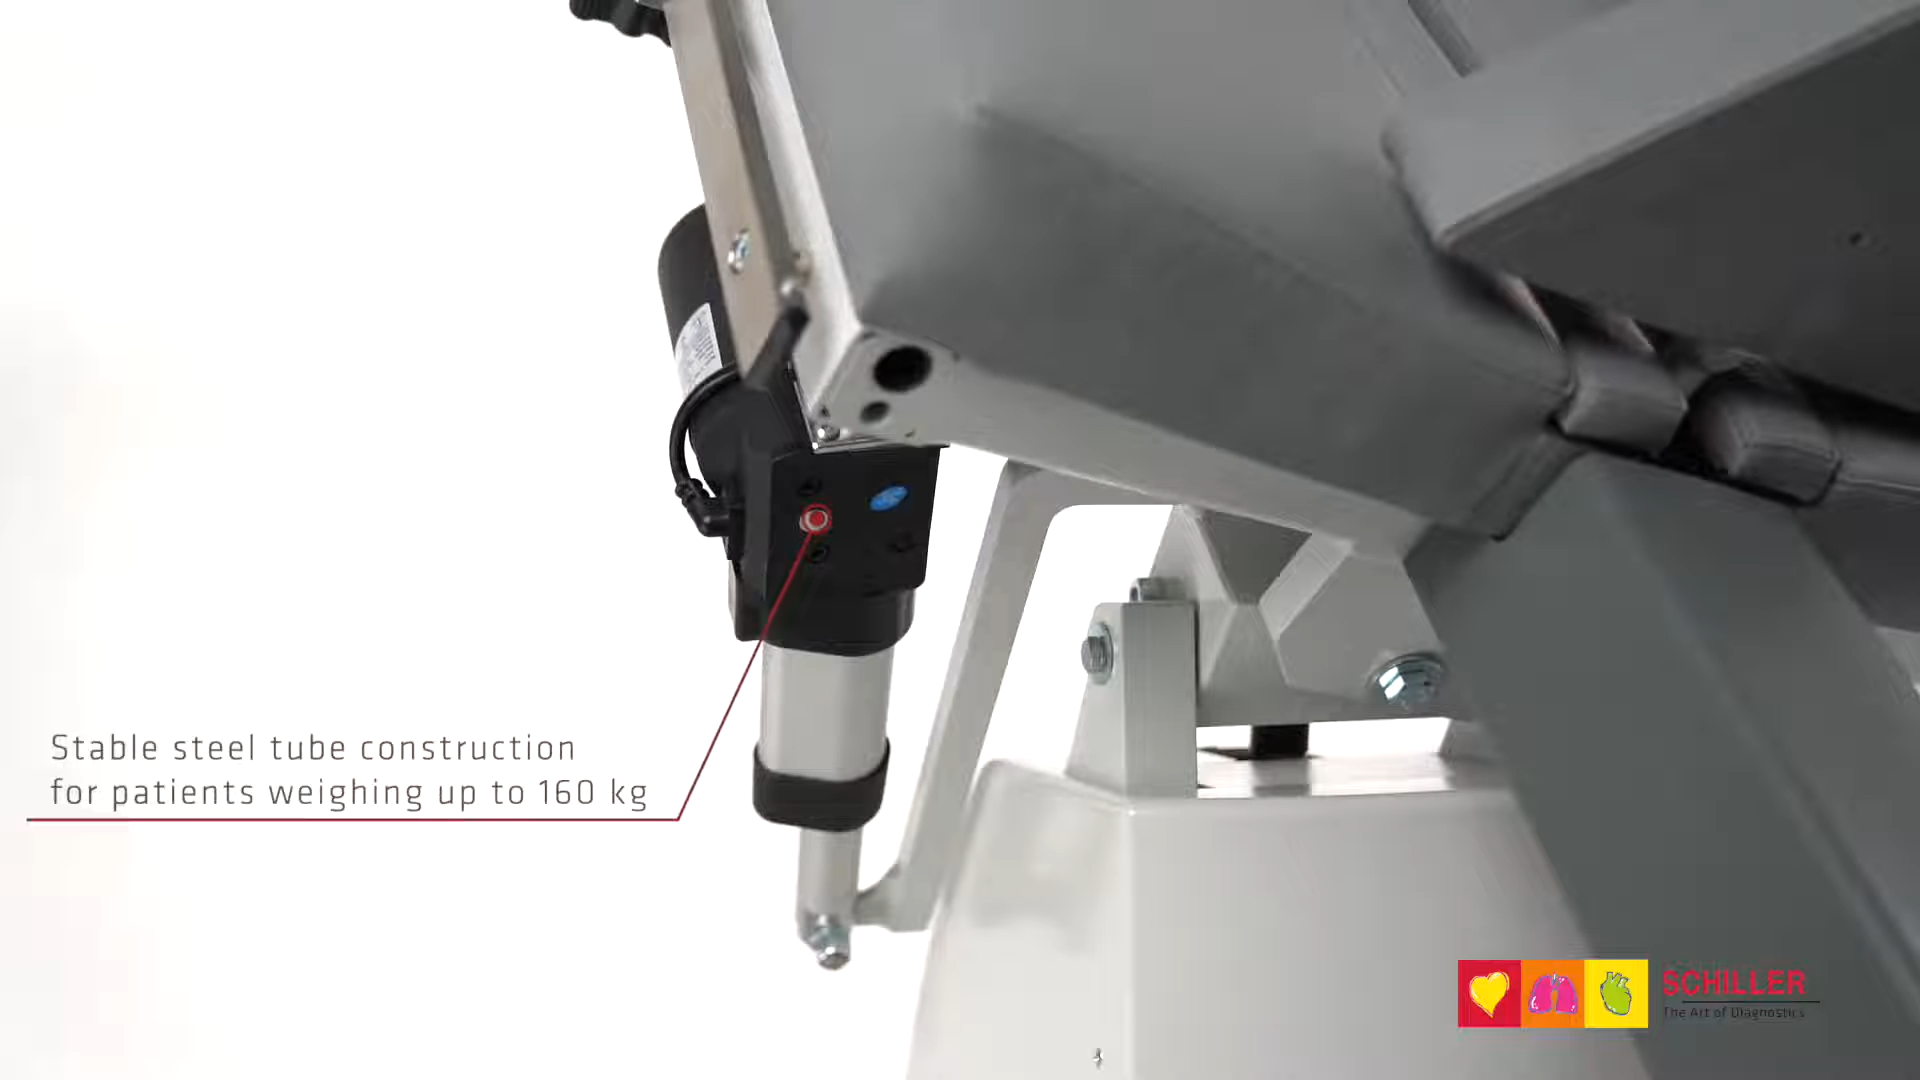 Stable steel tube construction
for patients weighing up to 160 kg
SCHILLER
The Art of Diagnostics